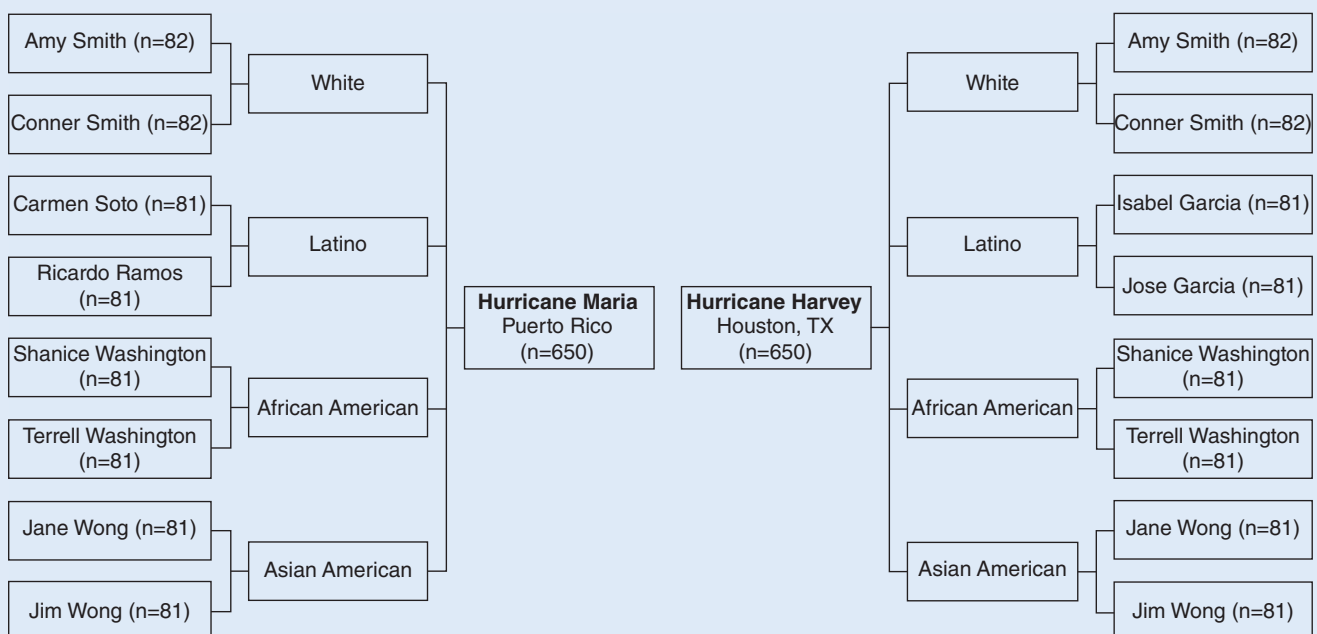 Amy Smith (n=82)
Conner Smith (n=82)
White
Carmen Soto (n=81)
Ricardo Ramos
(n=81)
Latino
Shanice Washington
(n=81)
Terrell Washington
(n=81)
African American
Jane Wong (n=81)
Jim Wong (n=81)
Asian American
Hurricane Maria
Puerto Rico
(n=650)
Hurricane Harvey
Houston, TX
(n=650)
White
Amy Smith (n=82)
Conner Smith (n=82)
Latino
Isabel Garcia (n=81)
Jose Garcia (n=81)
African American
Shanice Washington
(n=81)
Terrell Washington
(n=81)
Asian American
Jane Wong (n=81)
Jim Wong (n=81)